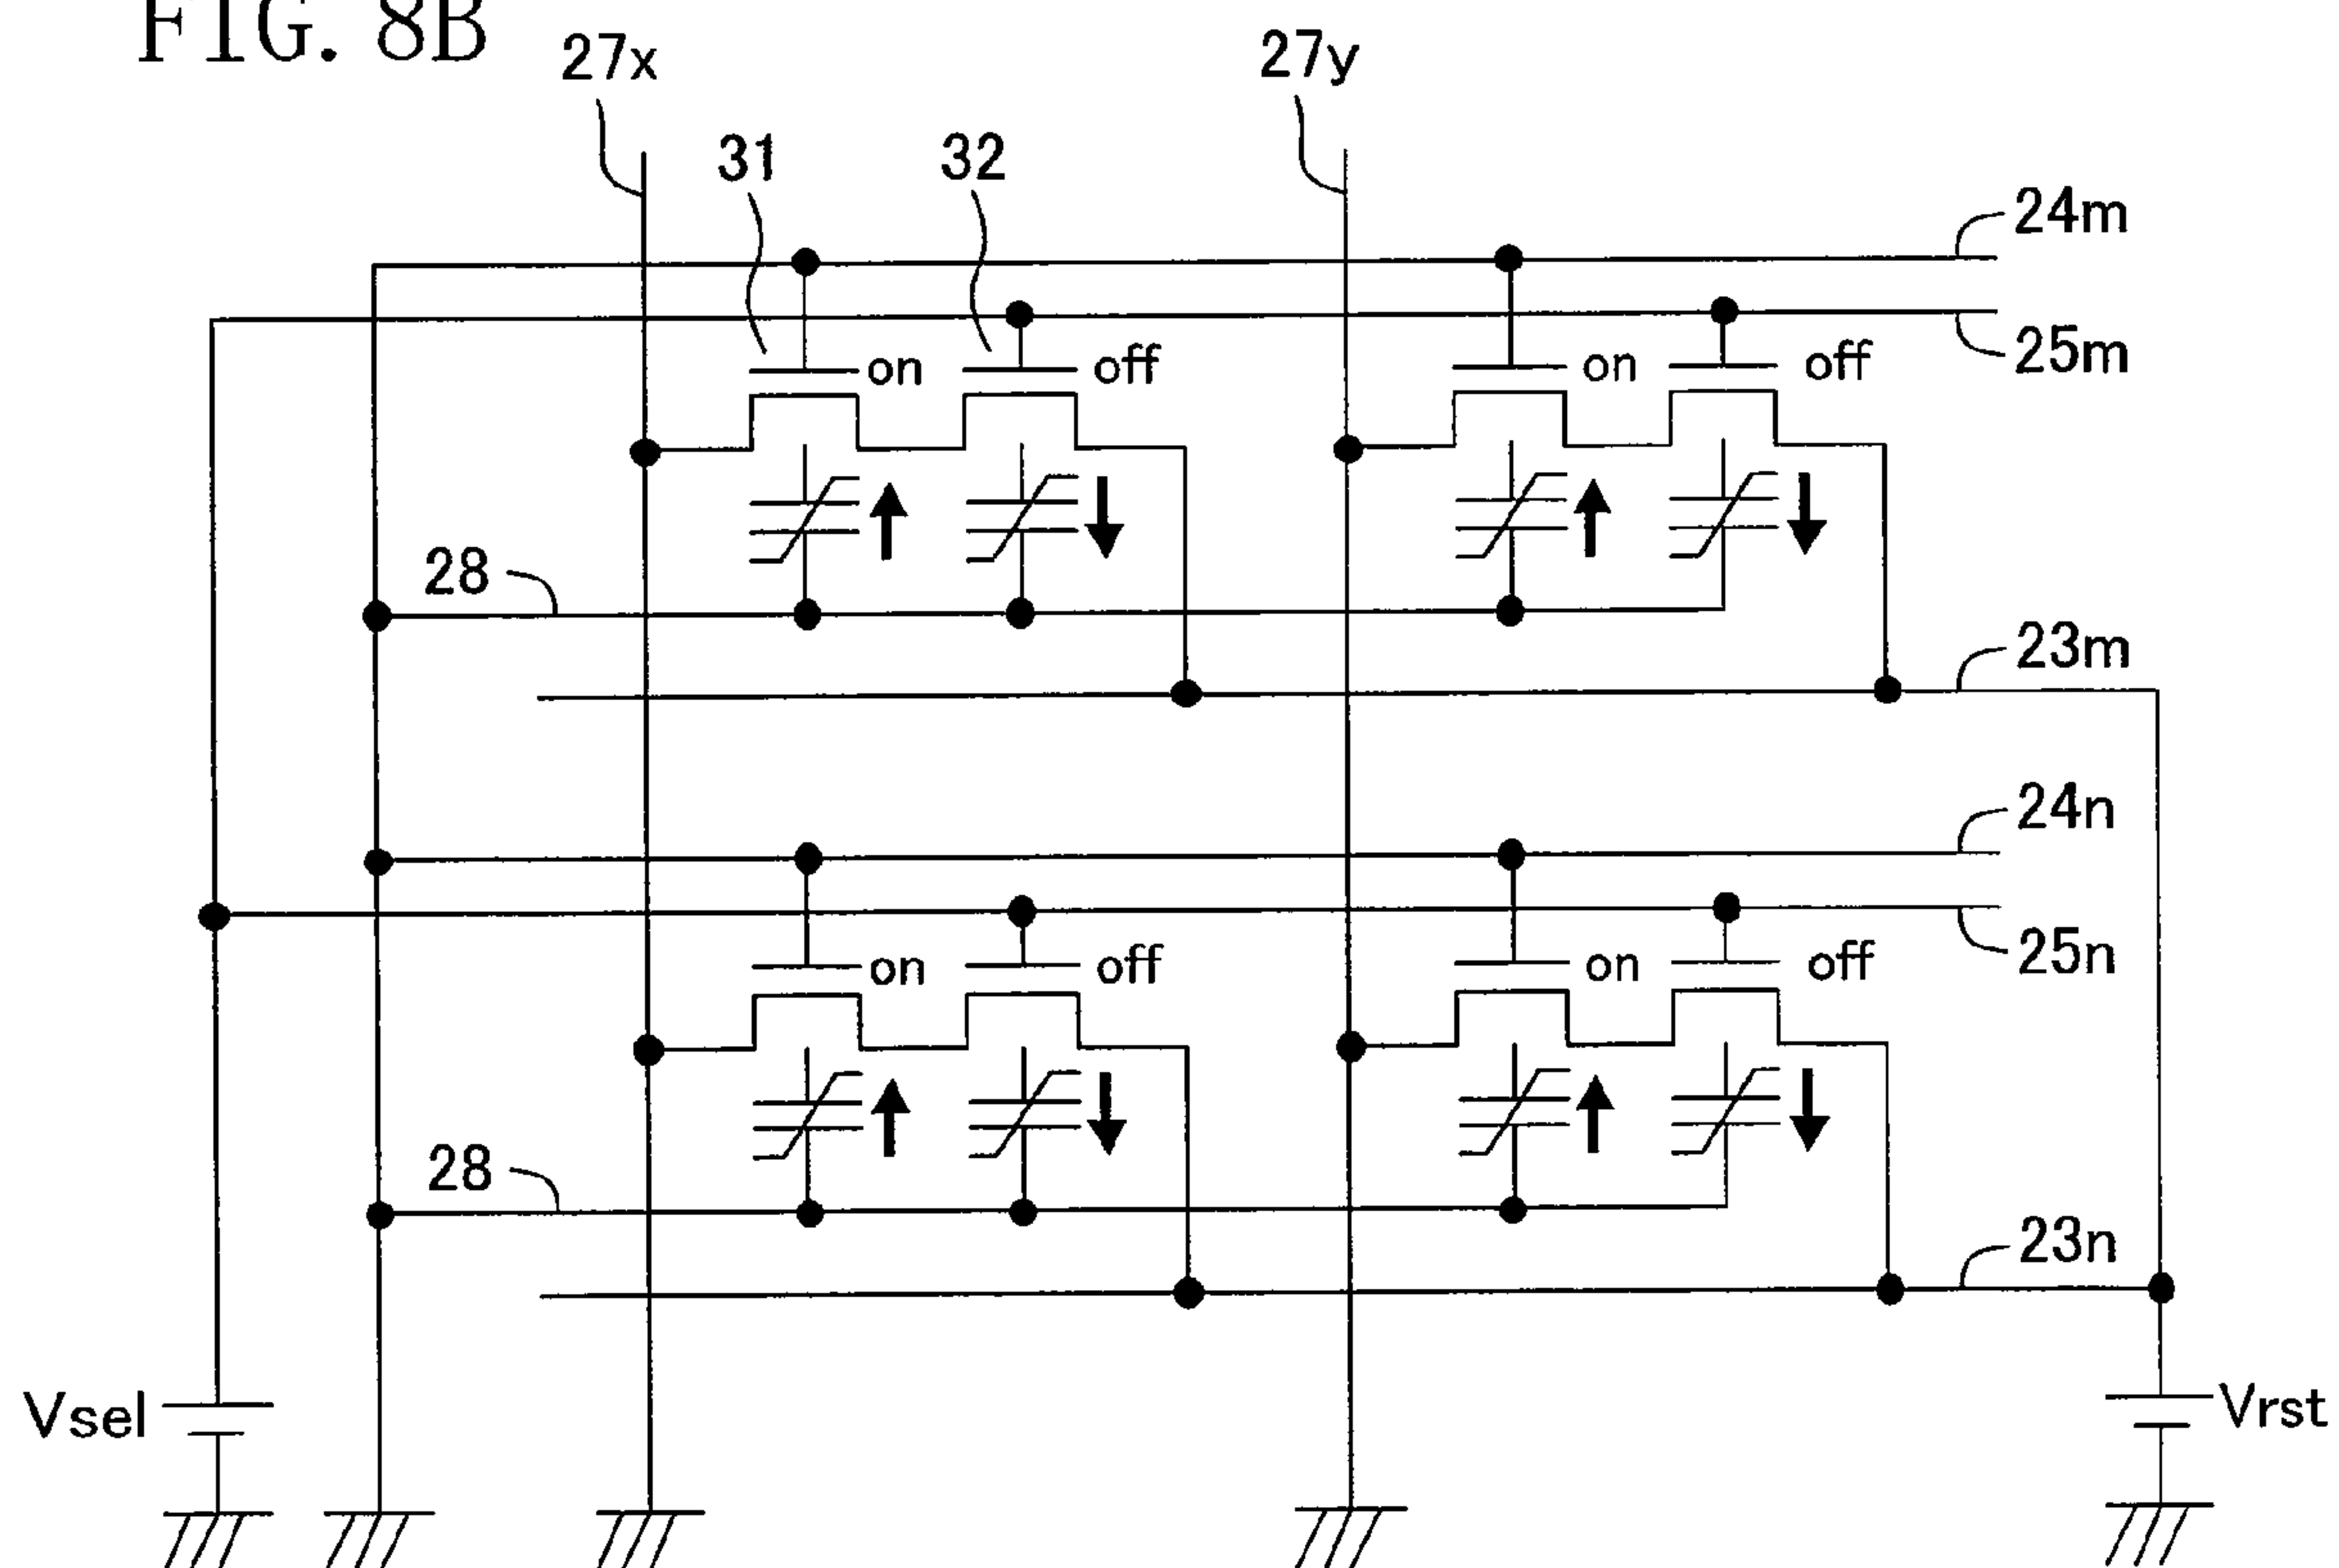 FIG. 8B
27x
27y
31
32
24m
25m
on
off
on
off
28
23m
24n
25n
on
off
on
off
28
23n
Vsel
Vrst